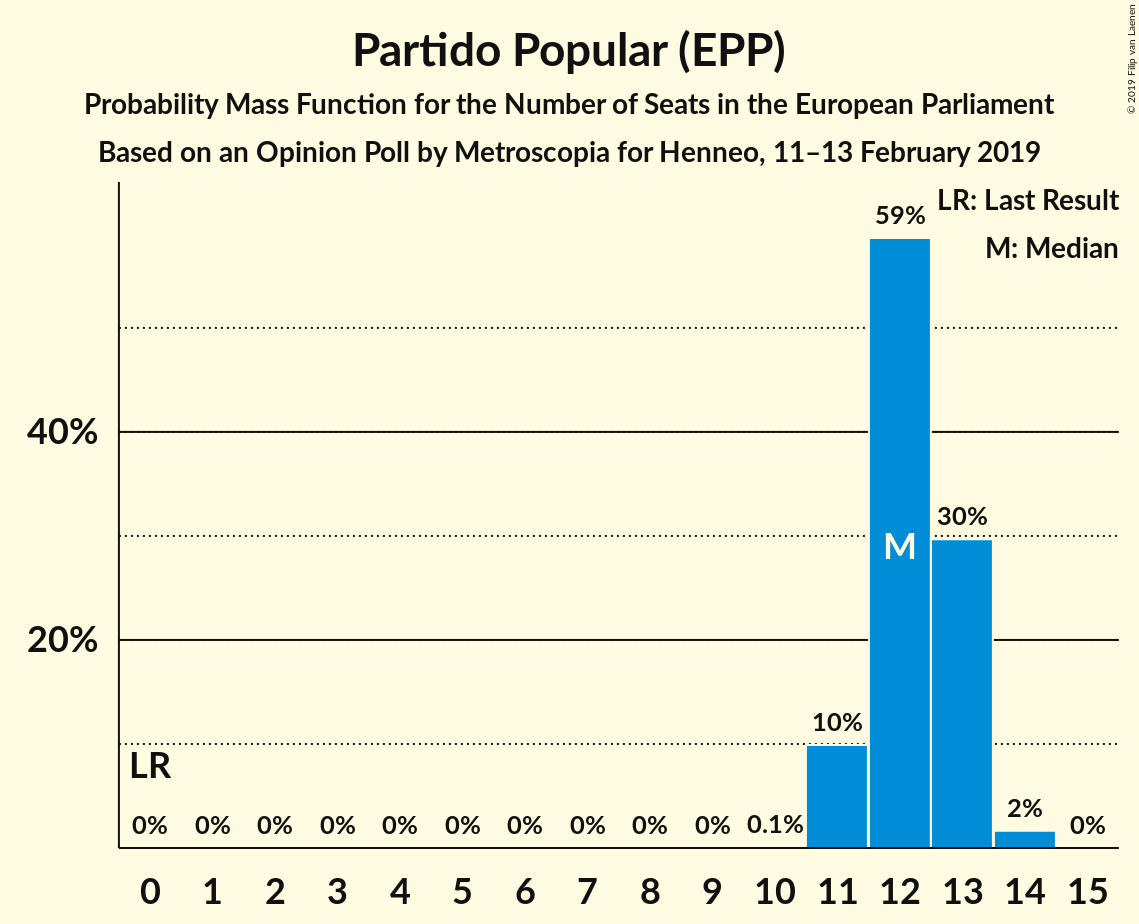 Partido Popular (EPP)
Probability Mass Function for the Number of Seats in the European Parliament
Based on an Opinion Poll by Metroscopia for Henneo, 11–13 February 2019
© 2019 Filip van Laenen
LR: Last Result
M: Median
59%
40%
30%
M
20%
10%
LR
2%
0% 0% 0% 0% 0% 0% 0% 0% 0% 0% 0.1% 0%
0 1 2 3 4 5 6 7 8 9 10 11 12 13 14 15